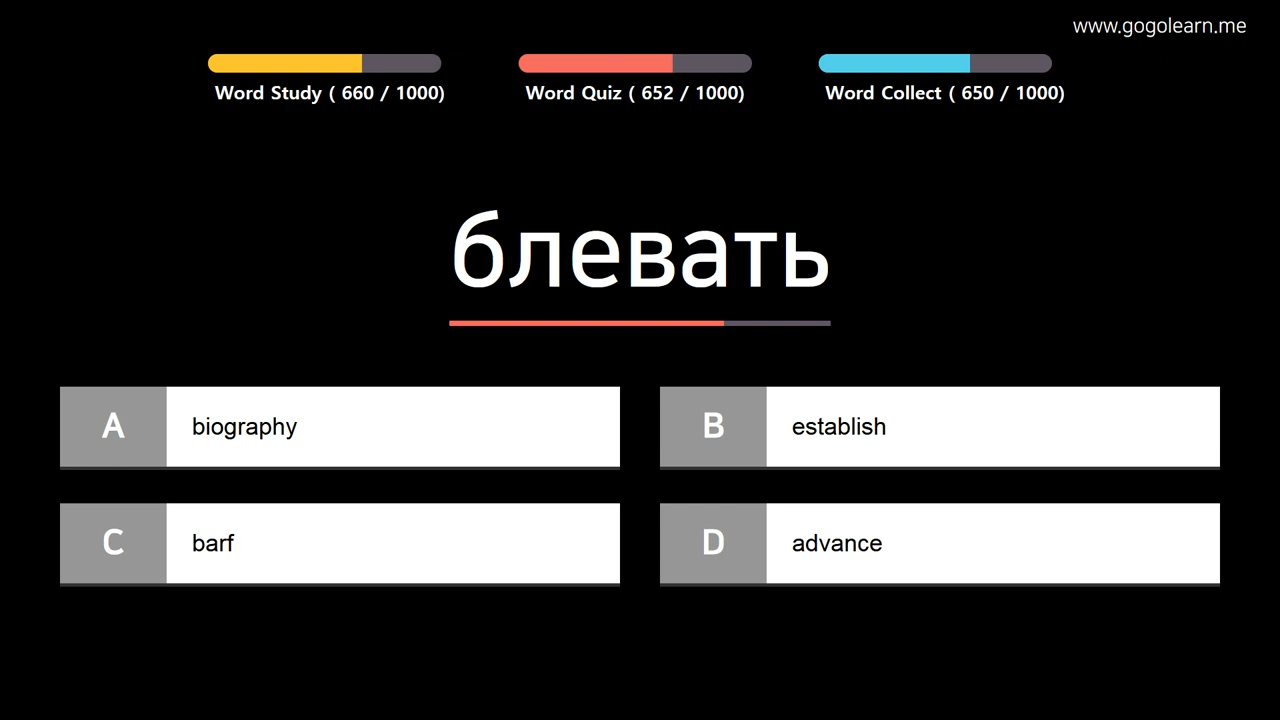 www.gogolearn.me
Word Study ( 660 / 1000)
Word Quiz ( 652 / 1000)
Word Collect ( 650 / 1000)
блевать
A biography
B establish
C barf
D advance